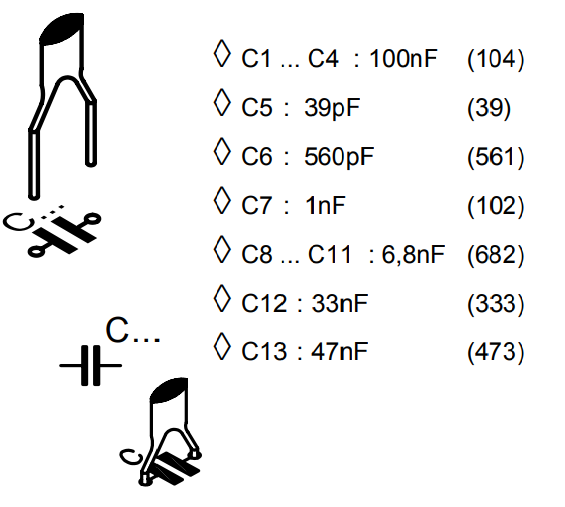 C1 ... C4 : 100nF (104)
C5 : 39pF (39)
C6 : 560pF (561)
C7 : 1nF (102)
C8 ... C11 : 6,8nF (682)
C12 : 33nF (333)
C13 : 47nF (473)
C...
C...
C